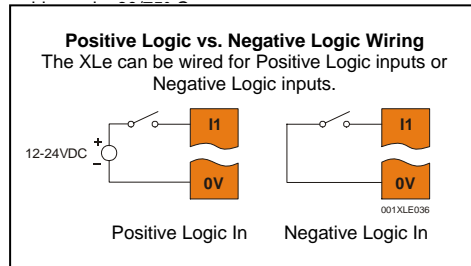 Positive Logic vs. Negative Logic Wiring
The XLe can be wired for Positive Logic inputs or
Negative Logic inputs.
I1
I1
12-24VDC
+
−
0V
0V
001XLE036
Positive Logic In
Negative Logic In